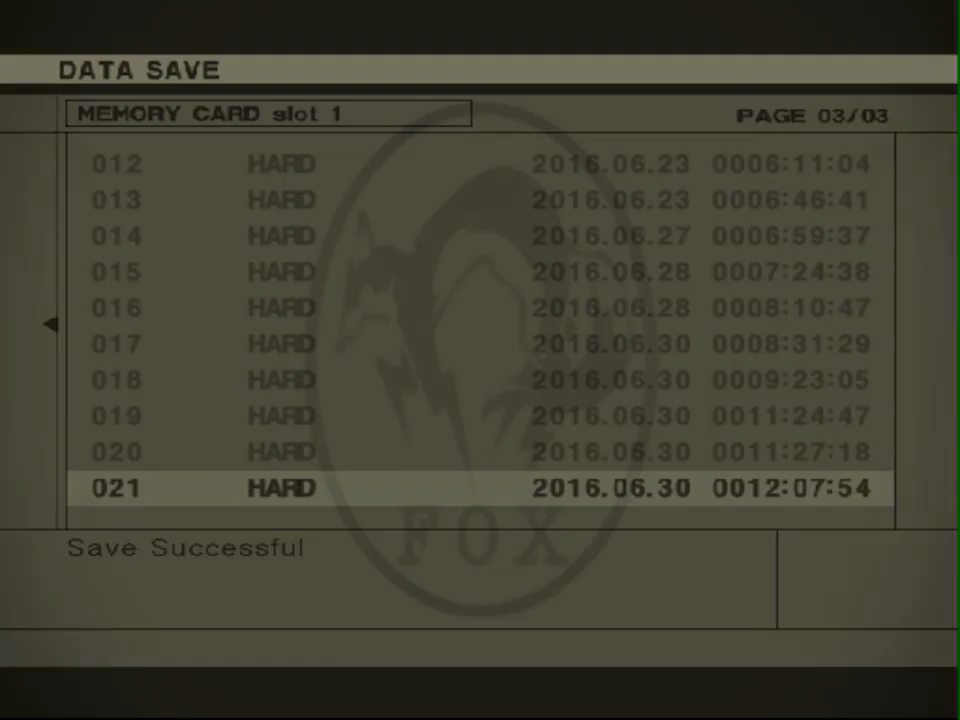 DATA SAVE
MEMORY CARD slot 1 PAGE 03/03
012 HARD 2016.06.23 0006:11:04
013 HARD 2016.06.23 0006:46:41
014 HARD 2016.06.27 0006:59:37
015 HARD 2016.06.28 0007:24:38
016 HARD 2016.06.28 0008:10:47
017 HARD 2016.06.30 0008:31:29
018 HARD 2016.06.30 0009:23:05
019 HARD 2016.06.30 0011:24:47
020 HARD 2016.06.30 0011:27:18
021 HARD 2016.06.30 0012:07:54
FOX
Save Successful